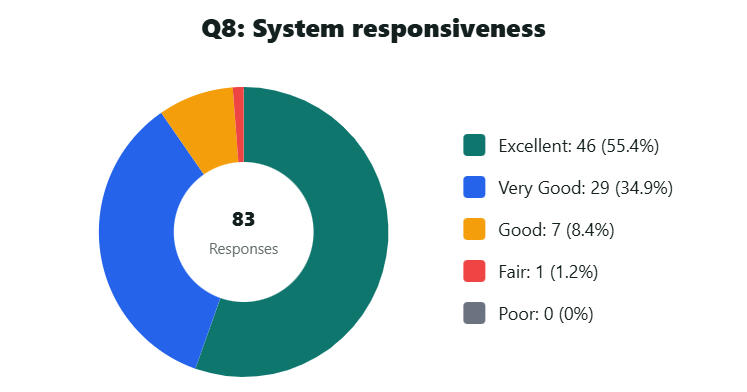 Q8: System responsiveness
83
Responses
Excellent: 46 (55.4%)
Very Good: 29 (34.9%)
Good: 7 (8.4%)
Fair: 1 (1.2%)
Poor: 0 (0%)